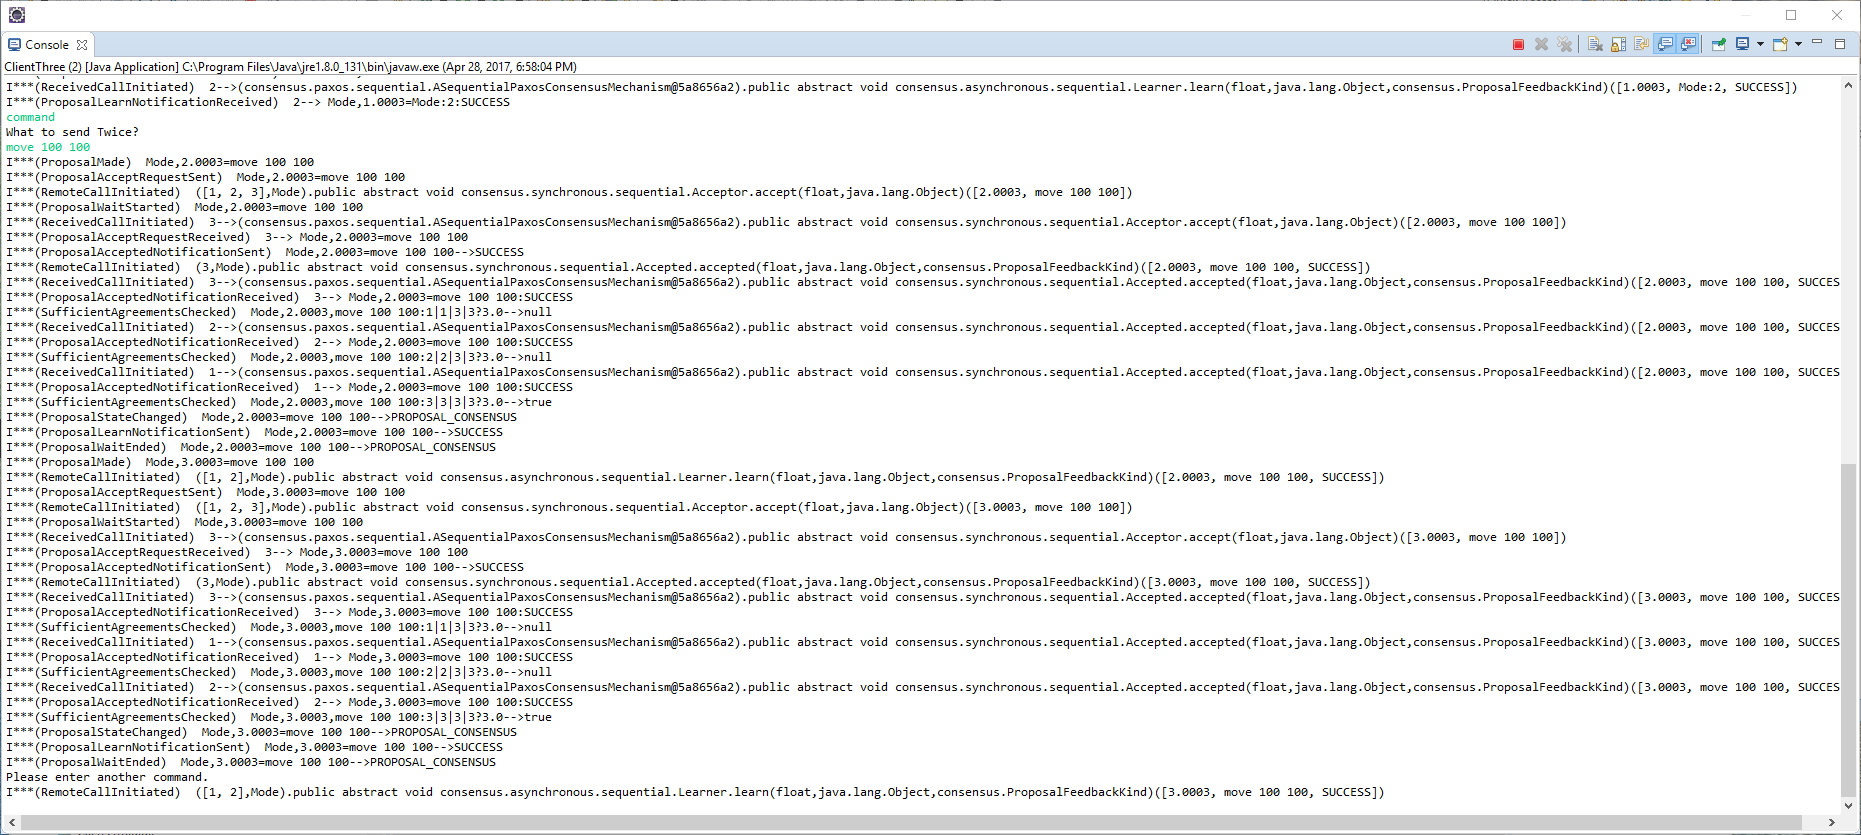 Console
ClientThree (2) [Java Application] C:\Program Files\Java\jre1.8.0_131\bin\javaw.exe (Apr 28, 2017, 6:58:04 PM)
I***(ReceivedCallInitiated)  2-->(consensus.paxos.sequential.ASequentialPaxosConsensusMechanism@5a8656a2).public abstract void consensus.asynchronous.sequential.Learner.learn(float,java.lang.Object,consensus.ProposalFeedbackKind)([1.0003, Mode:2, SUCCESS])
I***(ProposalLearnNotificationReceived)  2--> Mode,1.0003=Mode:2:SUCCESS
command
What to send Twice?
move 100 100
I***(ProposalMade)  Mode,2.0003=move 100 100
I***(ProposalAcceptRequestSent)  Mode,2.0003=move 100 100
I***(RemoteCallInitiated)  ([1, 2, 3],Mode).public abstract void consensus.synchronous.sequential.Acceptor.accept(float,java.lang.Object)([2.0003, move 100 100])
I***(ProposalWaitStarted)  Mode,2.0003=move 100 100
I***(ReceivedCallInitiated)  3-->(consensus.paxos.sequential.ASequentialPaxosConsensusMechanism@5a8656a2).public abstract void consensus.synchronous.sequential.Acceptor.accept(float,java.lang.Object)([2.0003, move 100 100])
I***(ProposalAcceptRequestReceived)  3--> Mode,2.0003=move 100 100
I***(ProposalAcceptedNotificationSent)  Mode,2.0003=move 100 100-->SUCCESS
I***(RemoteCallInitiated)  (3,Mode).public abstract void consensus.synchronous.sequential.Accepted.accepted(float,java.lang.Object,consensus.ProposalFeedbackKind)([2.0003, move 100 100, SUCCESS])
I***(ReceivedCallInitiated)  3-->(consensus.paxos.sequential.ASequentialPaxosConsensusMechanism@5a8656a2).public abstract void consensus.synchronous.sequential.Accepted.accepted(float,java.lang.Object,consensus.ProposalFeedbackKind)([2.0003, move 100 100, SUCCES
I***(ProposalAcceptedNotificationReceived)  3--> Mode,2.0003=move 100 100:SUCCESS
I***(SufficientAgreementsChecked)  Mode,2.0003,move 100 100:1|1|3|3?3.0-->null
I***(ReceivedCallInitiated)  2-->(consensus.paxos.sequential.ASequentialPaxosConsensusMechanism@5a8656a2).public abstract void consensus.synchronous.sequential.Accepted.accepted(float,java.lang.Object,consensus.ProposalFeedbackKind)([2.0003, move 100 100, SUCCES
I***(ProposalAcceptedNotificationReceived)  2--> Mode,2.0003=move 100 100:SUCCESS
I***(SufficientAgreementsChecked)  Mode,2.0003,move 100 100:2|2|3|3?3.0-->null
I***(ReceivedCallInitiated)  1-->(consensus.paxos.sequential.ASequentialPaxosConsensusMechanism@5a8656a2).public abstract void consensus.synchronous.sequential.Accepted.accepted(float,java.lang.Object,consensus.ProposalFeedbackKind)([2.0003, move 100 100, SUCCES
I***(ProposalAcceptedNotificationReceived)  1--> Mode,2.0003=move 100 100:SUCCESS
I***(SufficientAgreementsChecked)  Mode,2.0003,move 100 100:3|3|3|3?3.0-->true
I***(ProposalStateChanged)  Mode,2.0003=move 100 100-->PROPOSAL_CONSENSUS
I***(ProposalLearnNotificationSent)  Mode,2.0003=move 100 100-->SUCCESS
I***(ProposalWaitEnded)  Mode,2.0003=move 100 100-->PROPOSAL_CONSENSUS
I***(ProposalMade)  Mode,3.0003=move 100 100
I***(RemoteCallInitiated)  ([1, 2],Mode).public abstract void consensus.asynchronous.sequential.Learner.learn(float,java.lang.Object,consensus.ProposalFeedbackKind)([2.0003, move 100 100, SUCCESS])
I***(ProposalAcceptRequestSent)  Mode,3.0003=move 100 100
I***(RemoteCallInitiated)  ([1, 2, 3],Mode).public abstract void consensus.synchronous.sequential.Acceptor.accept(float,java.lang.Object)([3.0003, move 100 100])
I***(ProposalWaitStarted)  Mode,3.0003=move 100 100
I***(ReceivedCallInitiated)  3-->(consensus.paxos.sequential.ASequentialPaxosConsensusMechanism@5a8656a2).public abstract void consensus.synchronous.sequential.Acceptor.accept(float,java.lang.Object)([3.0003, move 100 100])
I***(ProposalAcceptRequestReceived)  3--> Mode,3.0003=move 100 100
I***(ProposalAcceptedNotificationSent)  Mode,3.0003=move 100 100-->SUCCESS
I***(RemoteCallInitiated)  (3,Mode).public abstract void consensus.synchronous.sequential.Accepted.accepted(float,java.lang.Object,consensus.ProposalFeedbackKind)([3.0003, move 100 100, SUCCESS])
I***(ReceivedCallInitiated)  3-->(consensus.paxos.sequential.ASequentialPaxosConsensusMechanism@5a8656a2).public abstract void consensus.synchronous.sequential.Accepted.accepted(float,java.lang.Object,consensus.ProposalFeedbackKind)([3.0003, move 100 100, SUCCES
I***(ProposalAcceptedNotificationReceived)  3--> Mode,3.0003=move 100 100:SUCCESS
I***(SufficientAgreementsChecked)  Mode,3.0003,move 100 100:1|1|3|3?3.0-->null
I***(ReceivedCallInitiated)  1-->(consensus.paxos.sequential.ASequentialPaxosConsensusMechanism@5a8656a2).public abstract void consensus.synchronous.sequential.Accepted.accepted(float,java.lang.Object,consensus.ProposalFeedbackKind)([3.0003, move 100 100, SUCCES
I***(ProposalAcceptedNotificationReceived)  1--> Mode,3.0003=move 100 100:SUCCESS
I***(SufficientAgreementsChecked)  Mode,3.0003,move 100 100:2|2|3|3?3.0-->null
I***(ReceivedCallInitiated)  2-->(consensus.paxos.sequential.ASequentialPaxosConsensusMechanism@5a8656a2).public abstract void consensus.synchronous.sequential.Accepted.accepted(float,java.lang.Object,consensus.ProposalFeedbackKind)([3.0003, move 100 100, SUCCES
I***(ProposalAcceptedNotificationReceived)  2--> Mode,3.0003=move 100 100:SUCCESS
I***(SufficientAgreementsChecked)  Mode,3.0003,move 100 100:3|3|3|3?3.0-->true
I***(ProposalStateChanged)  Mode,3.0003=move 100 100-->PROPOSAL_CONSENSUS
I***(ProposalLearnNotificationSent)  Mode,3.0003=move 100 100-->SUCCESS
I***(ProposalWaitEnded)  Mode,3.0003=move 100 100-->PROPOSAL_CONSENSUS
Please enter another command.
I***(RemoteCallInitiated)  ([1, 2],Mode).public abstract void consensus.asynchronous.sequential.Learner.learn(float,java.lang.Object,consensus.ProposalFeedbackKind)([3.0003, move 100 100, SUCCESS])